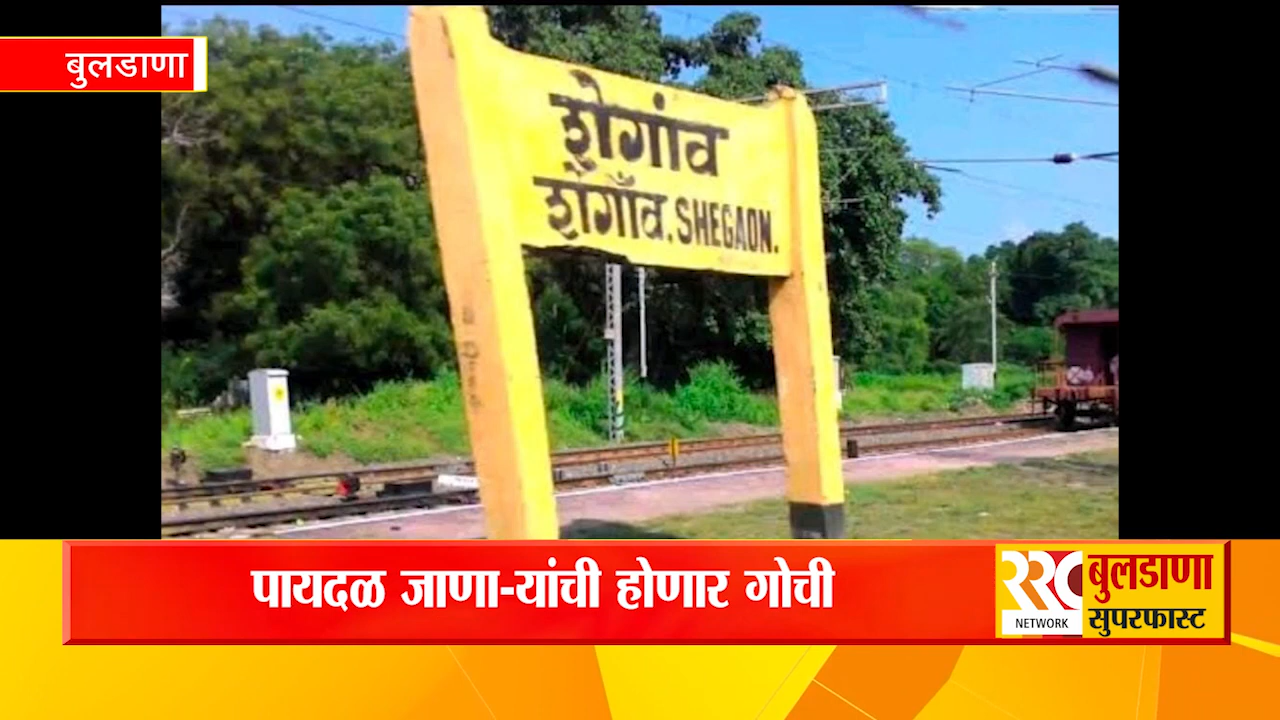 बुलडाणा
शेगांव
शेगाँव. SHEGAON.
पायदळ जाणा-यांची होणार गोची
RRC
NETWORK
बुलडाणा
सुपरफास्ट